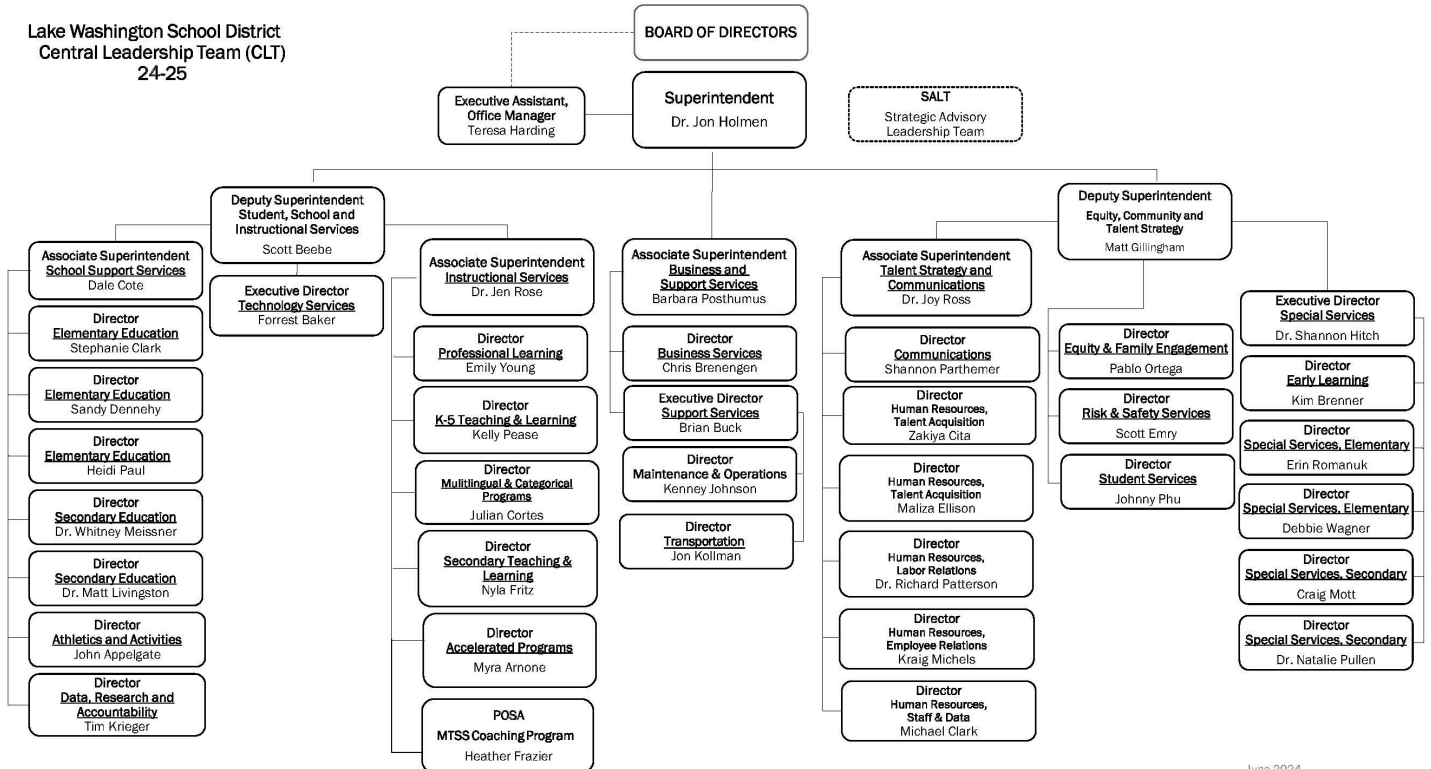 Lake Washington School District
Central Leadership Team (CLT)
24-25
BOARD OF DIRECTORS
Executive Assistant,
Office Manager
Teresa Harding
Superintendent
Dr. Jon Holmen
SALT
Strategic Advisory
Leadership Team
Deputy Superintendent
Student, School and
Instructional Services
Scott Beebe
Deputy Superintendent
Equity, Community and
Talent Strategy
Matt Gillingham
Associate Superintendent
School Support Services
Dale Cote
Director
Elementary Education
Stephanie Clark
Director
Elementary Education
Sandy Dennehy
Director
Elementary Education
Heidi Paul
Director
Secondary Education
Dr. Whitney Meissner
Director
Secondary Education
Dr. Matt Livingston
Director
Athletics and Activities
John Appelgate
Director
Data, Research and
Accountability
Tim Krieger
Executive Director
Technology Services
Forrest Baker
Associate Superintendent
Instructional Services
Dr. Jen Rose
Director
Professional Learning
Emily Young
Director
K-5 Teaching & Learning
Kelly Pease
Director
Mulitlingual & Categorical
Programs
Julian Cortes
Director
Secondary Teaching &
Learning
Nyla Fritz
Director
Accelerated Programs
Myra Arnone
POSA
MTSS Coaching Program
Heather Frazier
Associate Superintendent
Business and
Support Services
Barbara Posthumus
Director
Business Services
Chris Brenengen
Executive Director
Support Services
Brian Buck
Director
Maintenance & Operations
Kenney Johnson
Director
Transportation
Jon Kollman
Associate Superintendent
Talent Strategy and
Communications
Dr. Joy Ross
Director
Communications
Shannon Parthemer
Director
Human Resources,
Talent Acquisition
Zakiya Cita
Director
Human Resources,
Talent Acquisition
Maliza Ellison
Director
Human Resources,
Labor Relations
Dr. Richard Patterson
Director
Human Resources,
Employee Relations
Kraig Michels
Director
Human Resources,
Staff & Data
Michael Clark
Director
Equity & Family Engagement
Pablo Ortega
Director
Risk & Safety Services
Scott Emry
Director
Student Services
Johnny Phu
Executive Director
Special Services
Dr. Shannon Hitch
Director
Early Learning
Kim Brenner
Director
Special Services, Elementary
Erin Romanuk
Director
Special Services, Elementary
Debbie Wagner
Director
Special Services, Secondary
Craig Mott
Director
Special Services, Secondary
Dr. Natalie Pullen
June 2024